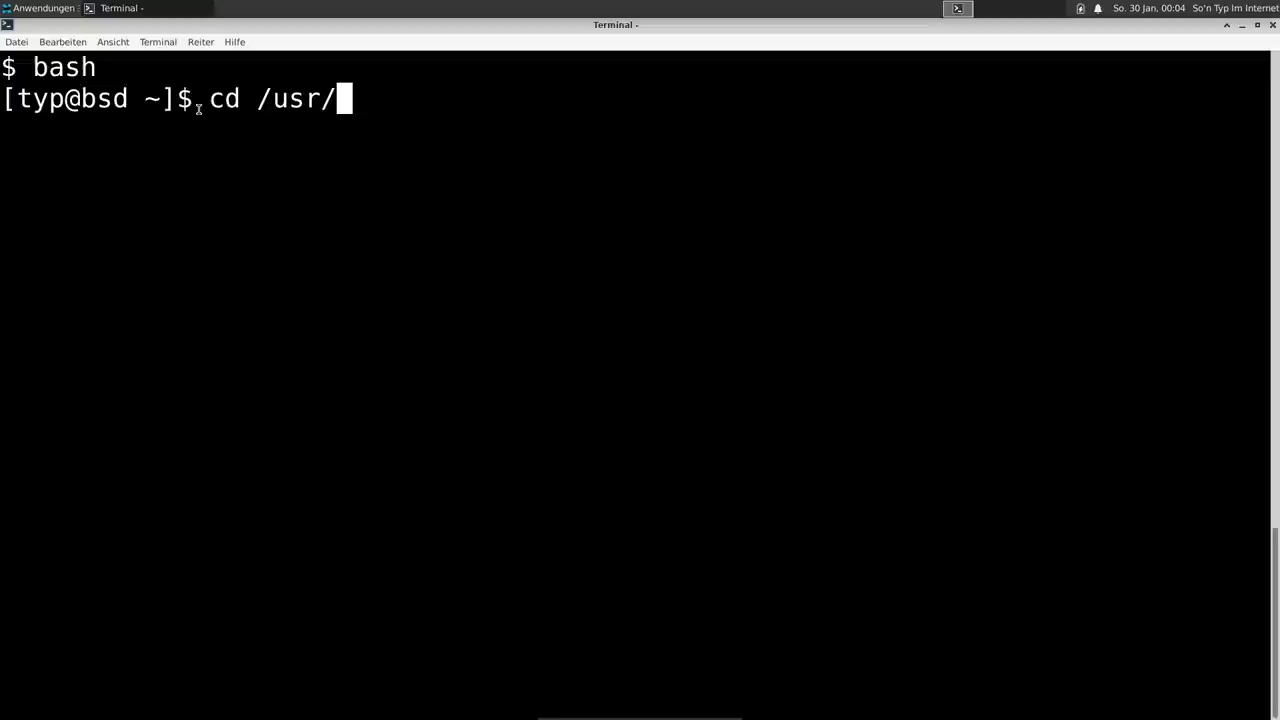 Anwendungen : Terminal - So. 30 Jan, 00:04 So'n Typ Im Internet
Terminal -
Datei Bearbeiten Ansicht Terminal Reiter Hilfe
$ bash
[typ@bsd ~]$ cd /usr/